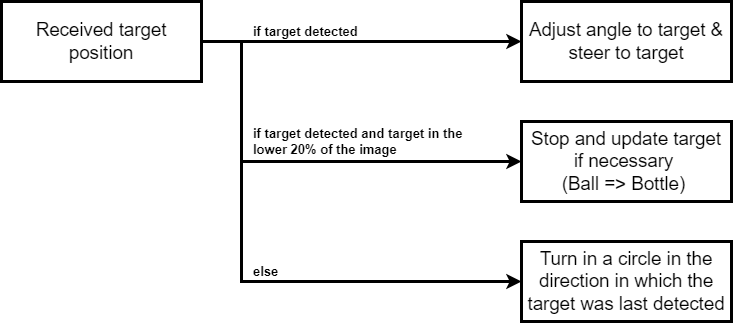 Received target
position
if target detected
Adjust angle to target &
steer to target
if target detected and target in the
lower 20% of the image
Stop and update target
if necessary
(Ball => Bottle)
else
Turn in a circle in the
direction in which the
target was last detected